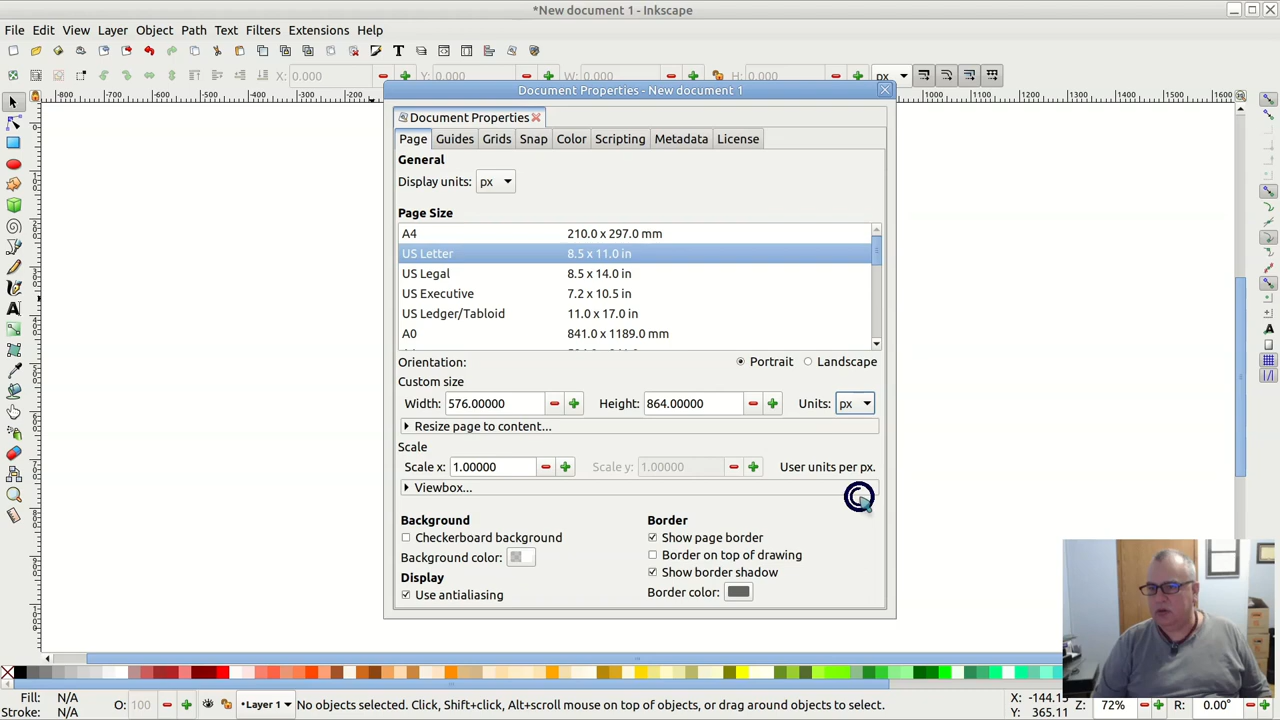 *New document 1 - Inkscape
File Edit View Layer Object Path Text Filters Extensions Help
X: 0.000 Y: 0.000 W: 0.000 H: 0.000 px
Document Properties - New document 1
Document Properties
Page Guides Grids Snap Color Scripting Metadata License
General
Display units: px
Page Size
A4 210.0 x 297.0 mm
US Letter 8.5 x 11.0 in
US Legal 8.5 x 14.0 in
US Executive 7.2 x 10.5 in
US Ledger/Tabloid 11.0 x 17.0 in
A0 841.0 x 1189.0 mm
Orientation: Portrait Landscape
Custom size
Width: 576.00000 Height: 864.00000 Units: px
Resize page to content...
Scale
Scale x: 1.00000 Scale y: 1.00000 User units per px.
Viewbox...
Background Border
Checkerboard background Show page border
Background color: Border on top of drawing
Display Show border shadow
Use antialiasing Border color:
Fill: N/A O: 100 Layer 1 No objects selected. Click, Shift+click, Alt+scroll mouse on top of objects, or drag around objects to select. X: -144.1 Z: 72% R: 0.00°
Stroke: N/A Y: 365.11